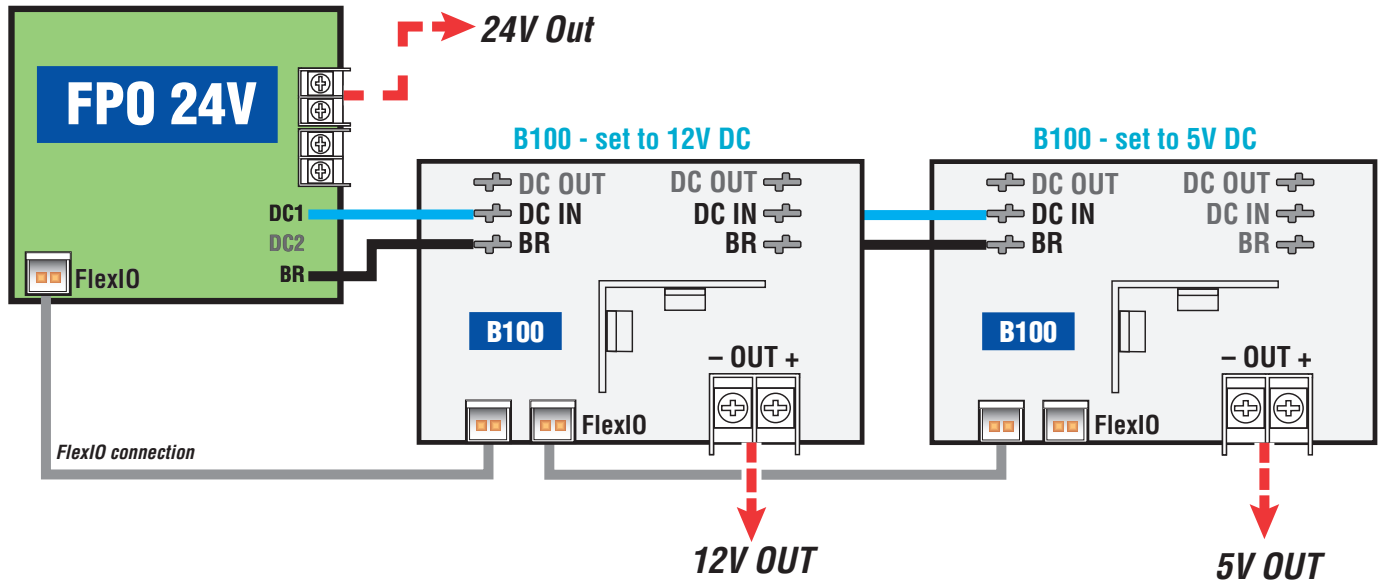 24V Out
FPO 24V
DC1
DC2
BR
FlexIO
FlexIO connection
B100 - set to 12V DC
DC OUT DC OUT
DC IN DC IN
BR BR
B100
– OUT +
FlexIO
12V OUT
B100 - set to 5V DC
DC OUT DC OUT
DC IN DC IN
BR BR
B100
– OUT +
FlexIO
5V OUT